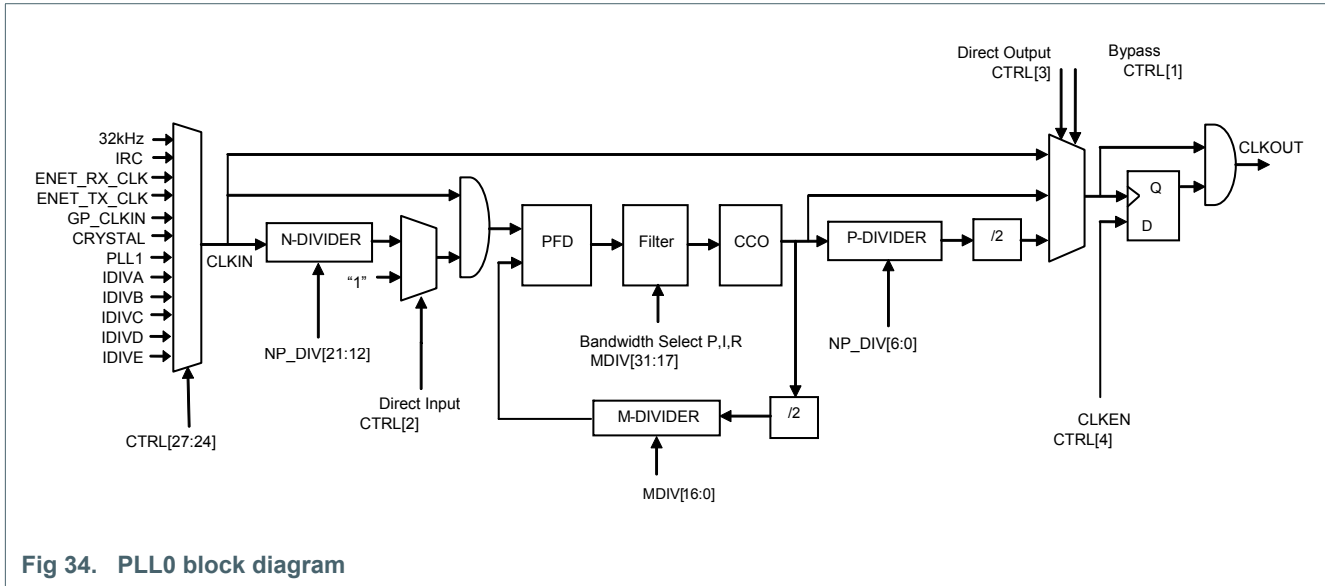 Direct Output
CTRL[3]
Bypass
CTRL[1]
32kHz
IRC
ENET_RX_CLK
ENET_TX_CLK
GP_CLKIN
CRYSTAL
PLL1
IDIVA
IDIVB
IDIVC
IDIVD
IDIVE
CTRL[27:24]
CLKIN
N-DIVIDER
NP_DIV[21:12]
“1”
Direct Input
CTRL[2]
PFD
Filter
CCO
Bandwidth Select P,I,R
MDIV[31:17]
P-DIVIDER
/2
NP_DIV[6:0]
M-DIVIDER
/2
MDIV[16:0]
Q
D
CLKOUT
CLKEN
CTRL[4]
Fig 34. PLL0 block diagram